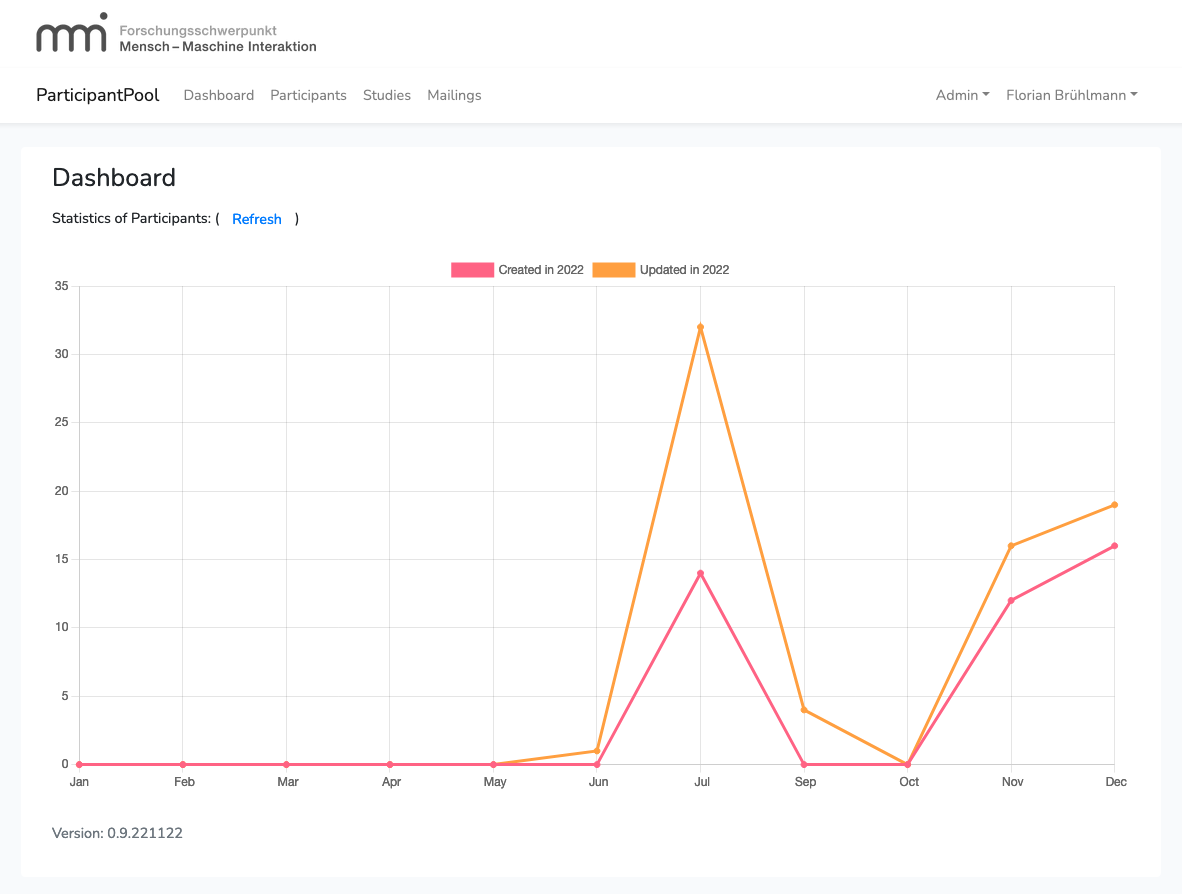 mmi
Forschungsschwerpunkt
Mensch – Maschine Interaktion
ParticipantPool Dashboard Participants Studies Mailings Admin Florian Brühlmann
Dashboard
Statistics of Participants: ( Refresh )
Created in 2022 Updated in 2022
35
30
25
20
15
10
5
0
Jan Feb Mar Apr May Jun Jul Sep Oct Nov Dec
Version: 0.9.221122